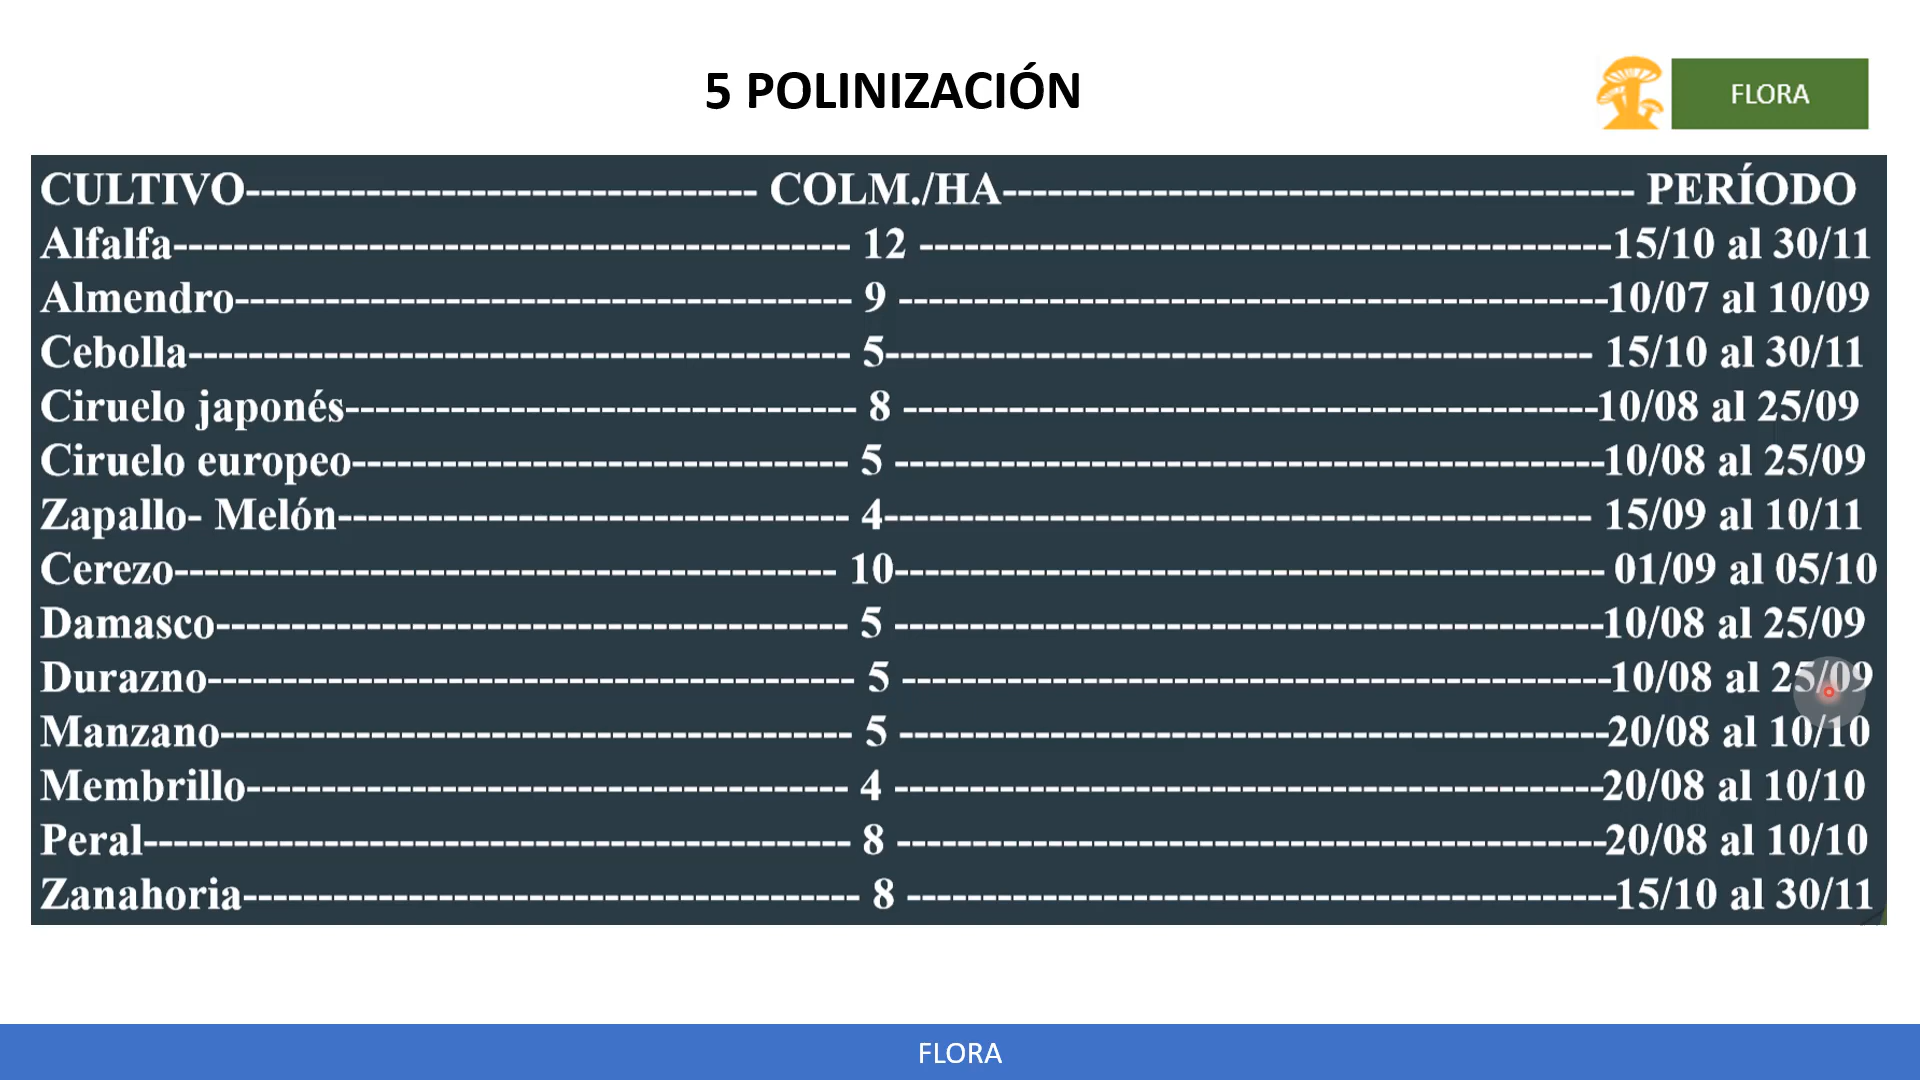 5 POLINIZACIÓN
FLORA
CULTIVO---------------------------------- COLM./HA------------------------------------------ PERÍODO
Alfalfa--------------------------------------------- 12 ----------------------------------------------15/10 al 30/11
Almendro----------------------------------------- 9 -----------------------------------------------10/07 al 10/09
Cebolla-------------------------------------------- 5----------------------------------------------- 15/10 al 30/11
Ciruelo japonés---------------------------------- 8 ----------------------------------------------10/08 al 25/09
Ciruelo europeo--------------------------------- 5 -----------------------------------------------10/08 al 25/09
Zapallo- Melón---------------------------------- 4----------------------------------------------- 15/09 al 10/11
Cerezo-------------------------------------------- 10----------------------------------------------- 01/09 al 05/10
Damasco------------------------------------------ 5 -----------------------------------------------10/08 al 25/09
Durazno------------------------------------------- 5 -----------------------------------------------10/08 al 25/09
Manzano------------------------------------------ 5 -----------------------------------------------20/08 al 10/10
Membrillo---------------------------------------- 4 -----------------------------------------------20/08 al 10/10
Peral----------------------------------------------- 8 -----------------------------------------------20/08 al 10/10
Zanahoria----------------------------------------- 8 -----------------------------------------------15/10 al 30/11
FLORA